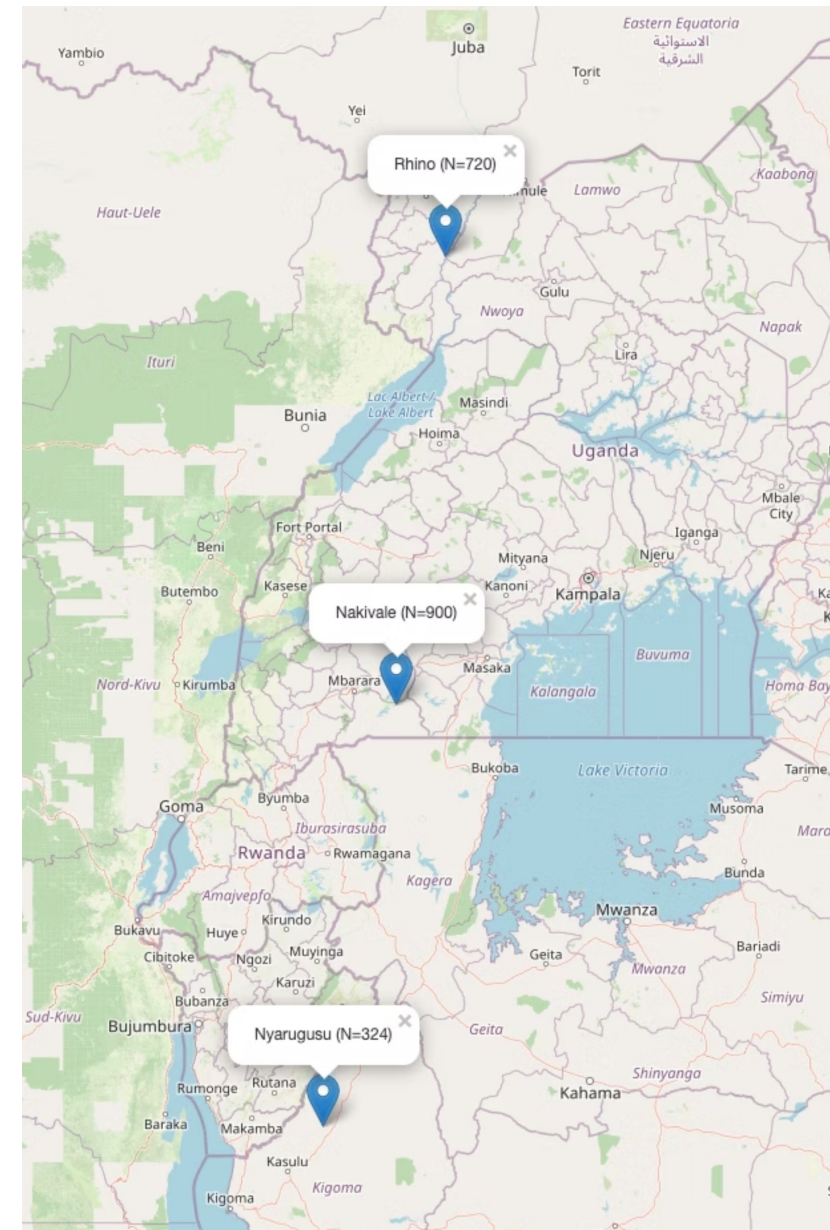 Eastern Equatoria
الاستوائية
الشرقية
Juba
Yambio
Torit
Yei
Rhino (N=720)
×
Kaabong
Lamwo
Haut-Uele
Gulu
Nwoya
Napak
Lira
Ituri
Lac Albert /
Lake Albert
Masindi
Bunia
Hoima
Uganda
Mbale
City
Fort Portal
Iganga
Beni
Mityana
Njeru
Butembo
Kasese
Kanoni
Kampala
Nakivale (N=900)
×
Buvuma
Masaka
Nord-Kivu
Kirumba
Mbarara
Kalangala
Homa Bay
Bukoba
Lake Victoria
Tarime
Goma
Byumba
Musoma
Iburasirasuba
Mara
Rwanda
Rwamagana
Kagera
Bunda
Amajyepfo
Mwanza
Bukavu
Huye
Kirundo
Cibitoke
Ngozi
Muyinga
Geita
Bariadi
Mwanza
Karuzi
Bubanza
Simiyu
Sud-Kivu
Bujumbura
Nyarugusu (N=324)
×
Geita
Shinyanga
Rumonge
Rutana
Kahama
Baraka
Makamba
Kasulu
Kigoma
Kigoma